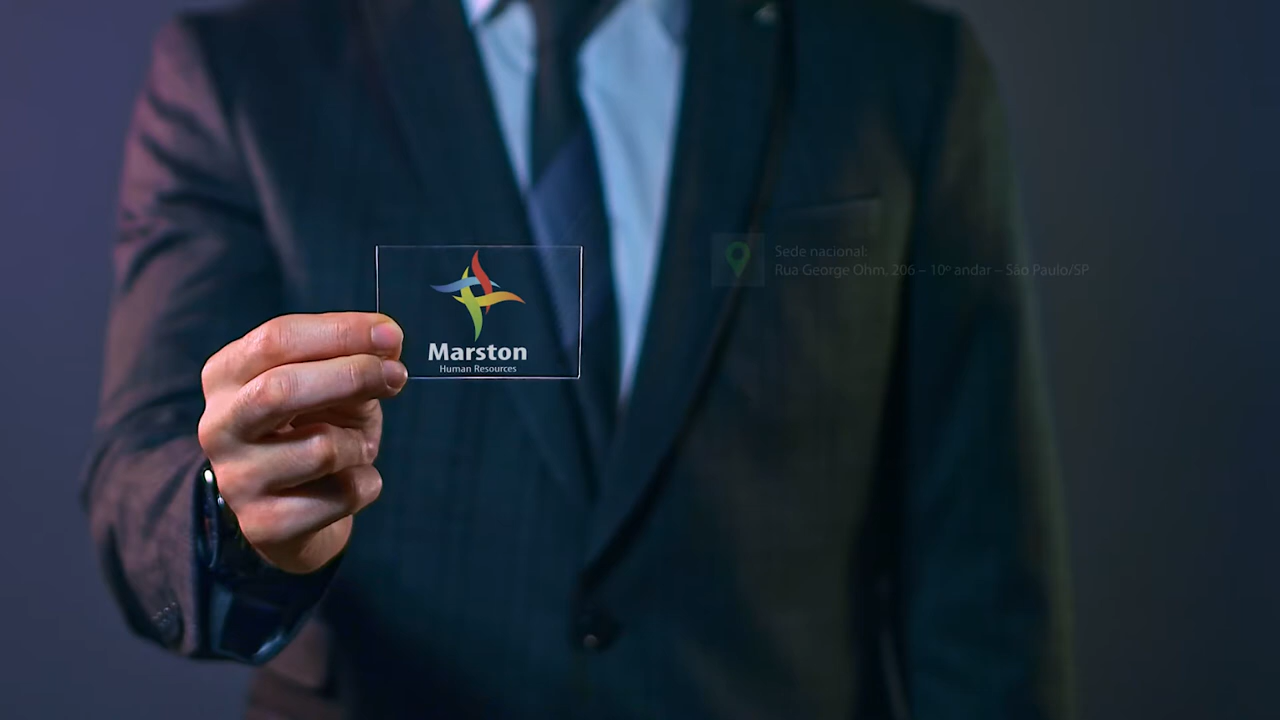 Marston
Human Resources
Sede nacional:
Rua George Ohm, 206 – 10º andar – São Paulo/SP